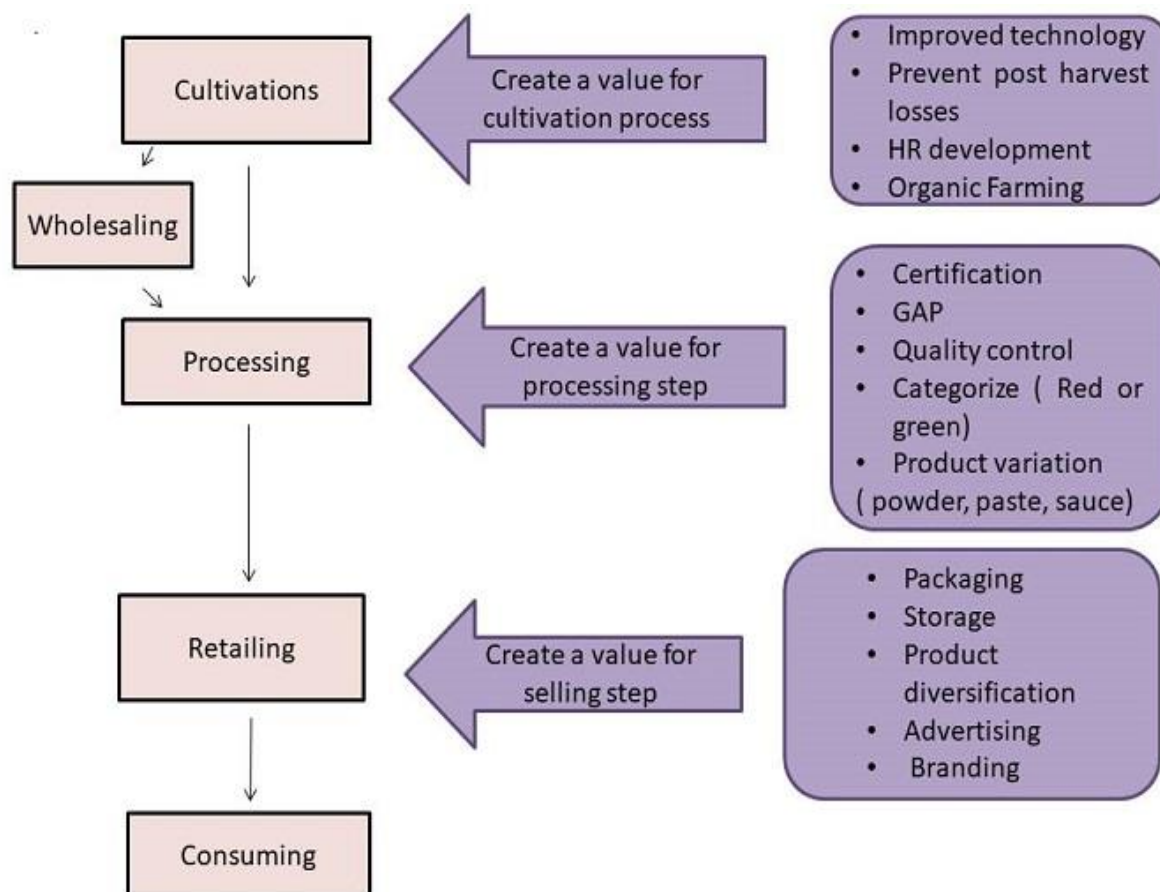 Cultivations
Create a value for
cultivation process
• Improved technology
• Prevent post harvest
losses
• HR development
• Organic Farming
Wholesaling
Processing
Create a value for
processing step
• Certification
• GAP
• Quality control
• Categorize ( Red or
green)
• Product variation
( powder, paste, sauce)
Retailing
Create a value for
selling step
• Packaging
• Storage
• Product
diversification
• Advertising
• Branding
Consuming